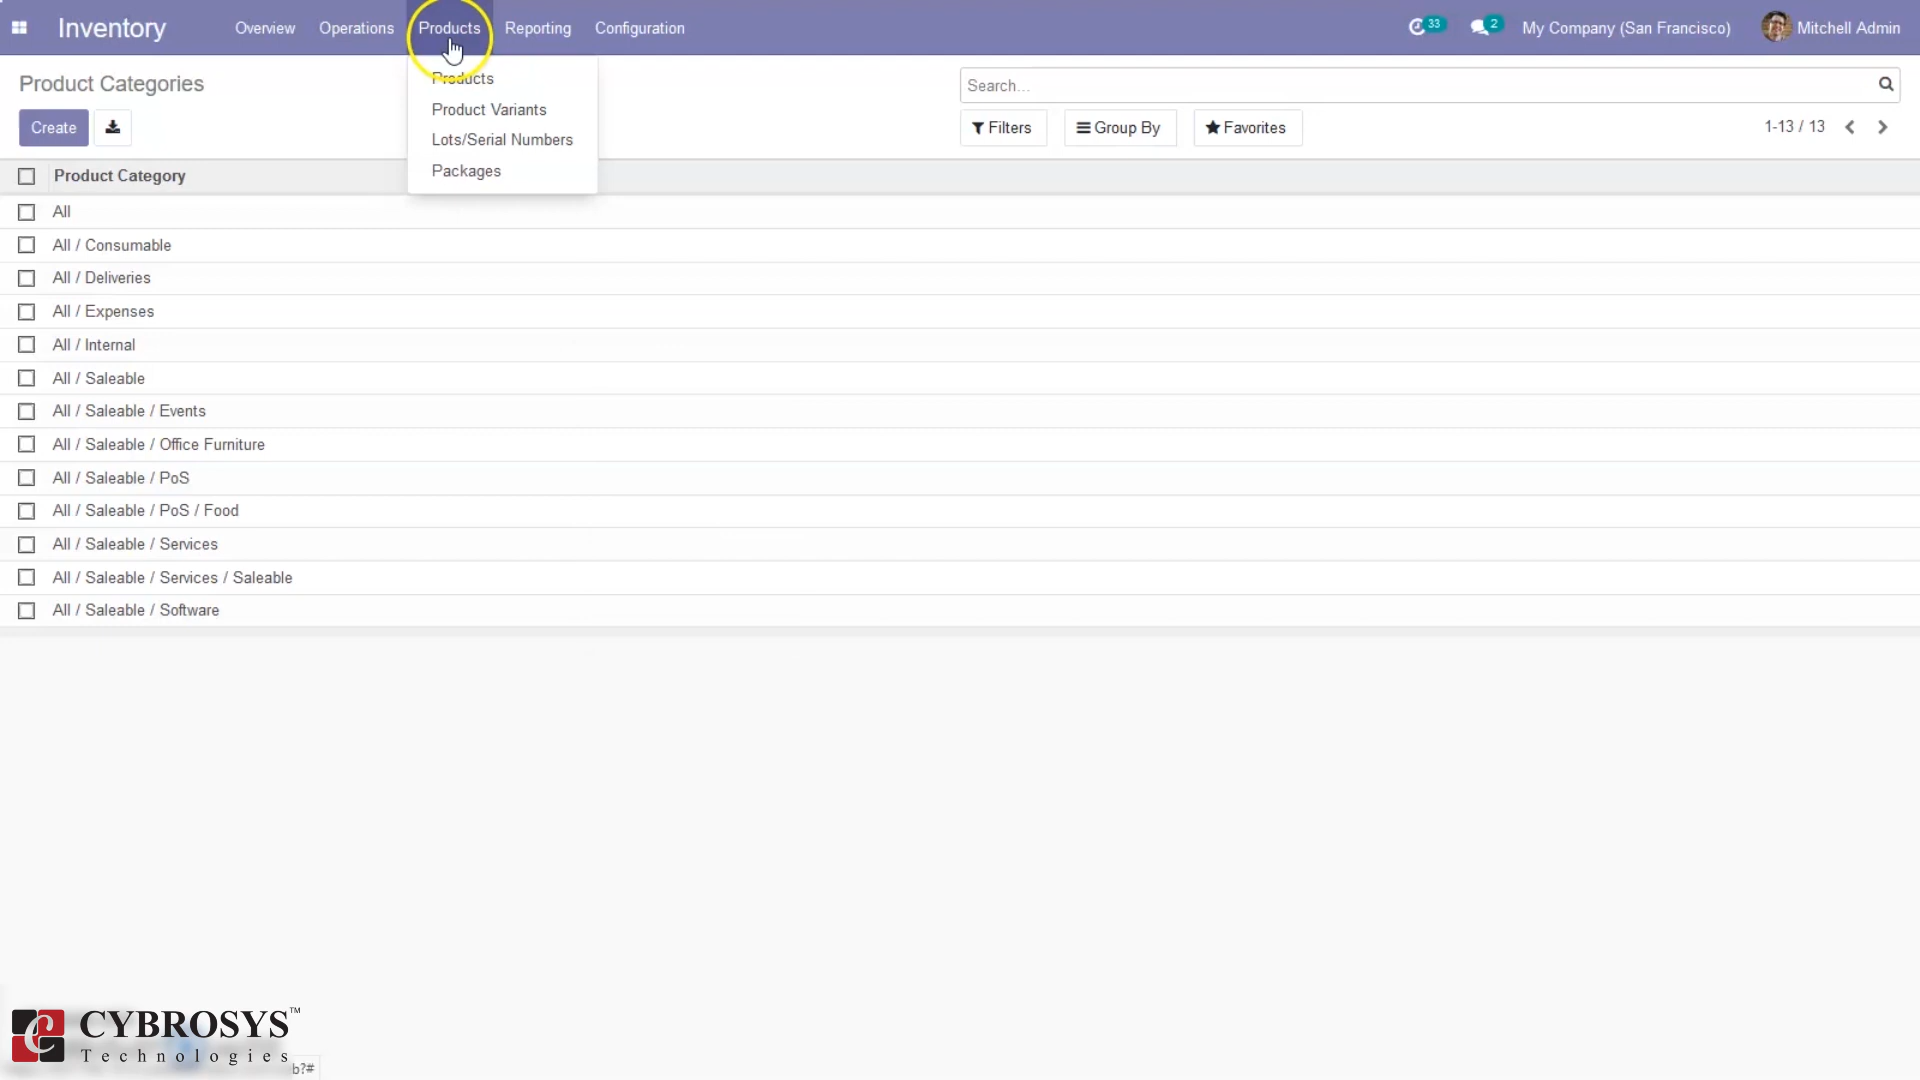 Inventory Overview Operations Products Reporting Configuration 33 2 My Company (San Francisco) Mitchell Admin
Product Categories Search...
Products
Product Variants
Lots/Serial Numbers
Packages
Create Filters Group By Favorites 1-13 / 13
Product Category
All
All / Consumable
All / Deliveries
All / Expenses
All / Internal
All / Saleable
All / Saleable / Events
All / Saleable / Office Furniture
All / Saleable / PoS
All / Saleable / PoS / Food
All / Saleable / Services
All / Saleable / Services / Saleable
All / Saleable / Software
CYBROSYS™
Technologies
b?#